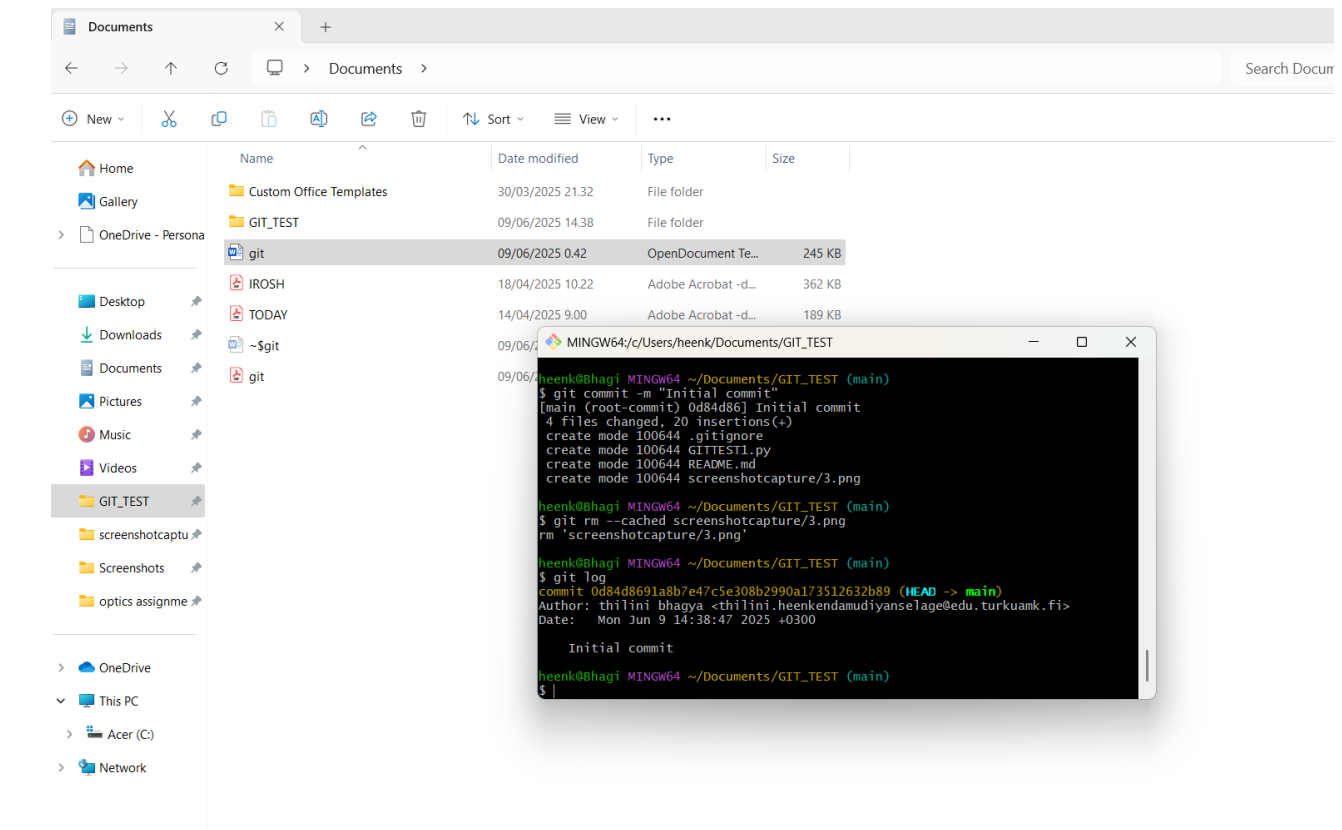 Documents
Documents
Search Docum
New
Sort
View
Name Date modified Type Size
Home
Gallery
OneDrive - Persona
Desktop
Downloads
Documents
Pictures
Music
Videos
GIT_TEST
screenshotcaptu
Screenshots
optics assignme
OneDrive
This PC
Acer (C:)
Network
Custom Office Templates 30/03/2025 21.32 File folder
GIT_TEST 09/06/2025 14.38 File folder
git 09/06/2025 0.42 OpenDocument Te... 245 KB
IROSH 18/04/2025 10.22 Adobe Acrobat -d... 362 KB
TODAY 14/04/2025 9.00 Adobe Acrobat -d... 189 KB
~$git 09/06/
git 09/06/
MINGW64:/c/Users/heenk/Documents/GIT_TEST
heenk@Bhagi MINGW64 ~/Documents/GIT_TEST (main)
$ git commit -m "Initial commit"
[main (root-commit) 0d84d86] Initial commit
4 files changed, 20 insertions(+)
create mode 100644 .gitignore
create mode 100644 GITTEST1.py
create mode 100644 README.md
create mode 100644 screenshotcapture/3.png
heenk@Bhagi MINGW64 ~/Documents/GIT_TEST (main)
$ git rm --cached screenshotcapture/3.png
rm 'screenshotcapture/3.png'
heenk@Bhagi MINGW64 ~/Documents/GIT_TEST (main)
$ git log
commit 0d84d8691a8b7e47c5e308b2990a173512632b89 (HEAD -> main)
Author: thilini bhagya <thilini.heenkendamudiyanselage@edu.turkuamk.fi>
Date: Mon Jun 9 14:38:47 2025 +0300
Initial commit
heenk@Bhagi MINGW64 ~/Documents/GIT_TEST (main)
$